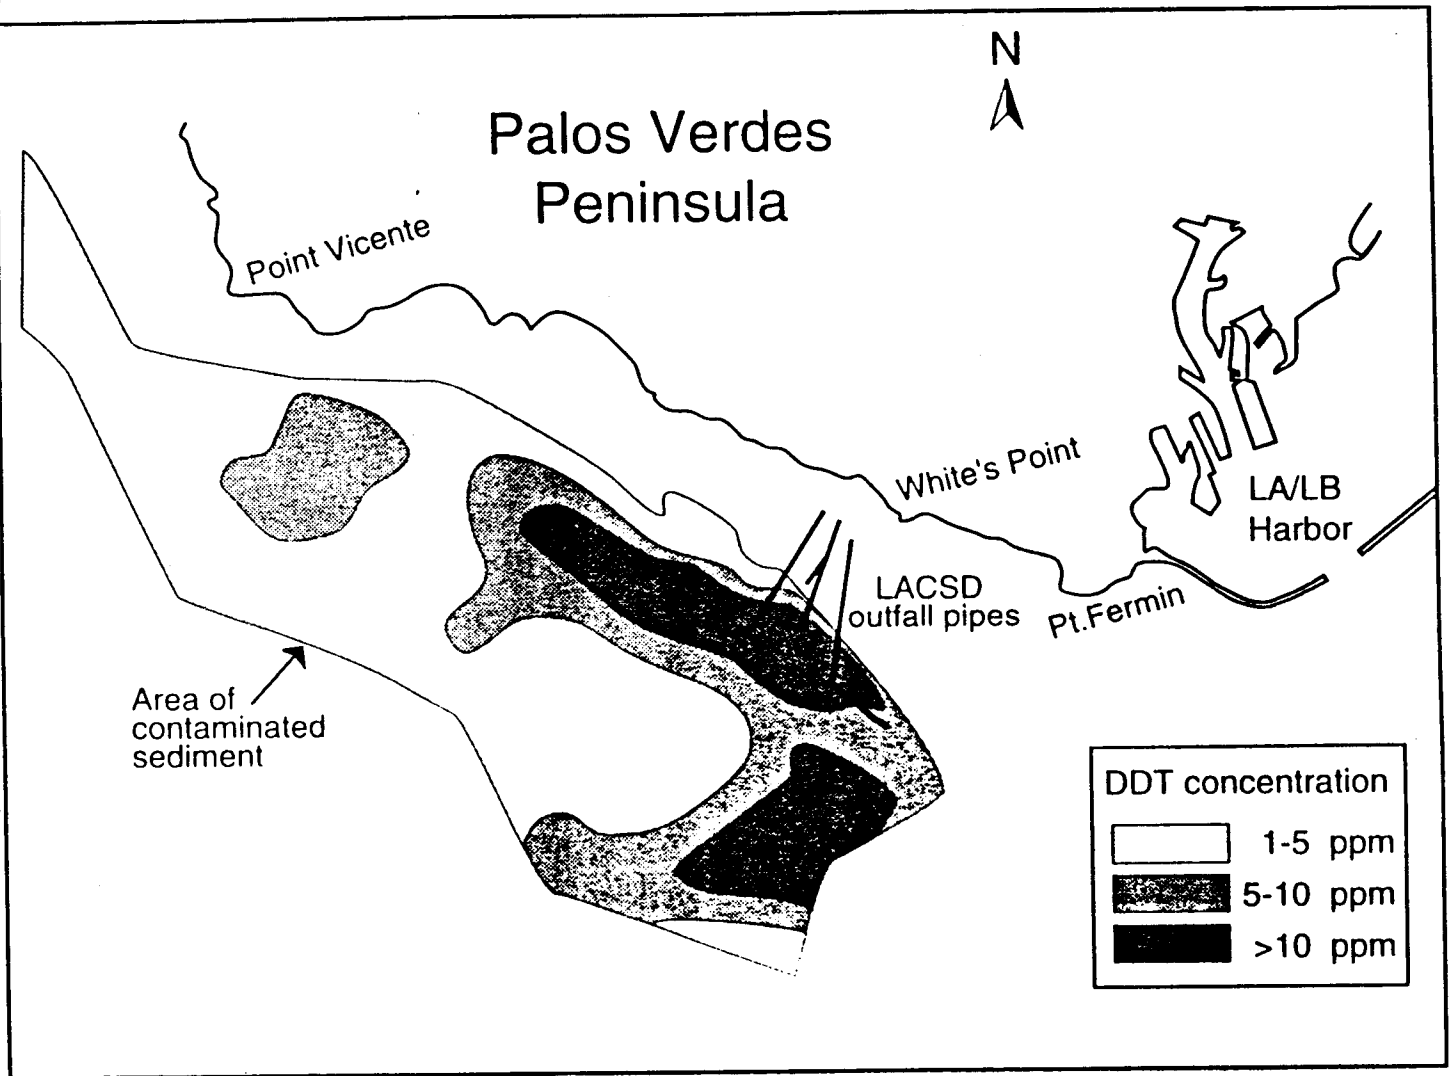 N
Palos Verdes
Peninsula
Point Vicente
White's Point
LA/LB
Harbor
LACSD
outfall pipes
Pt.Fermin
Area of
contaminated
sediment
DDT concentration
1-5 ppm
5-10 ppm
>10 ppm